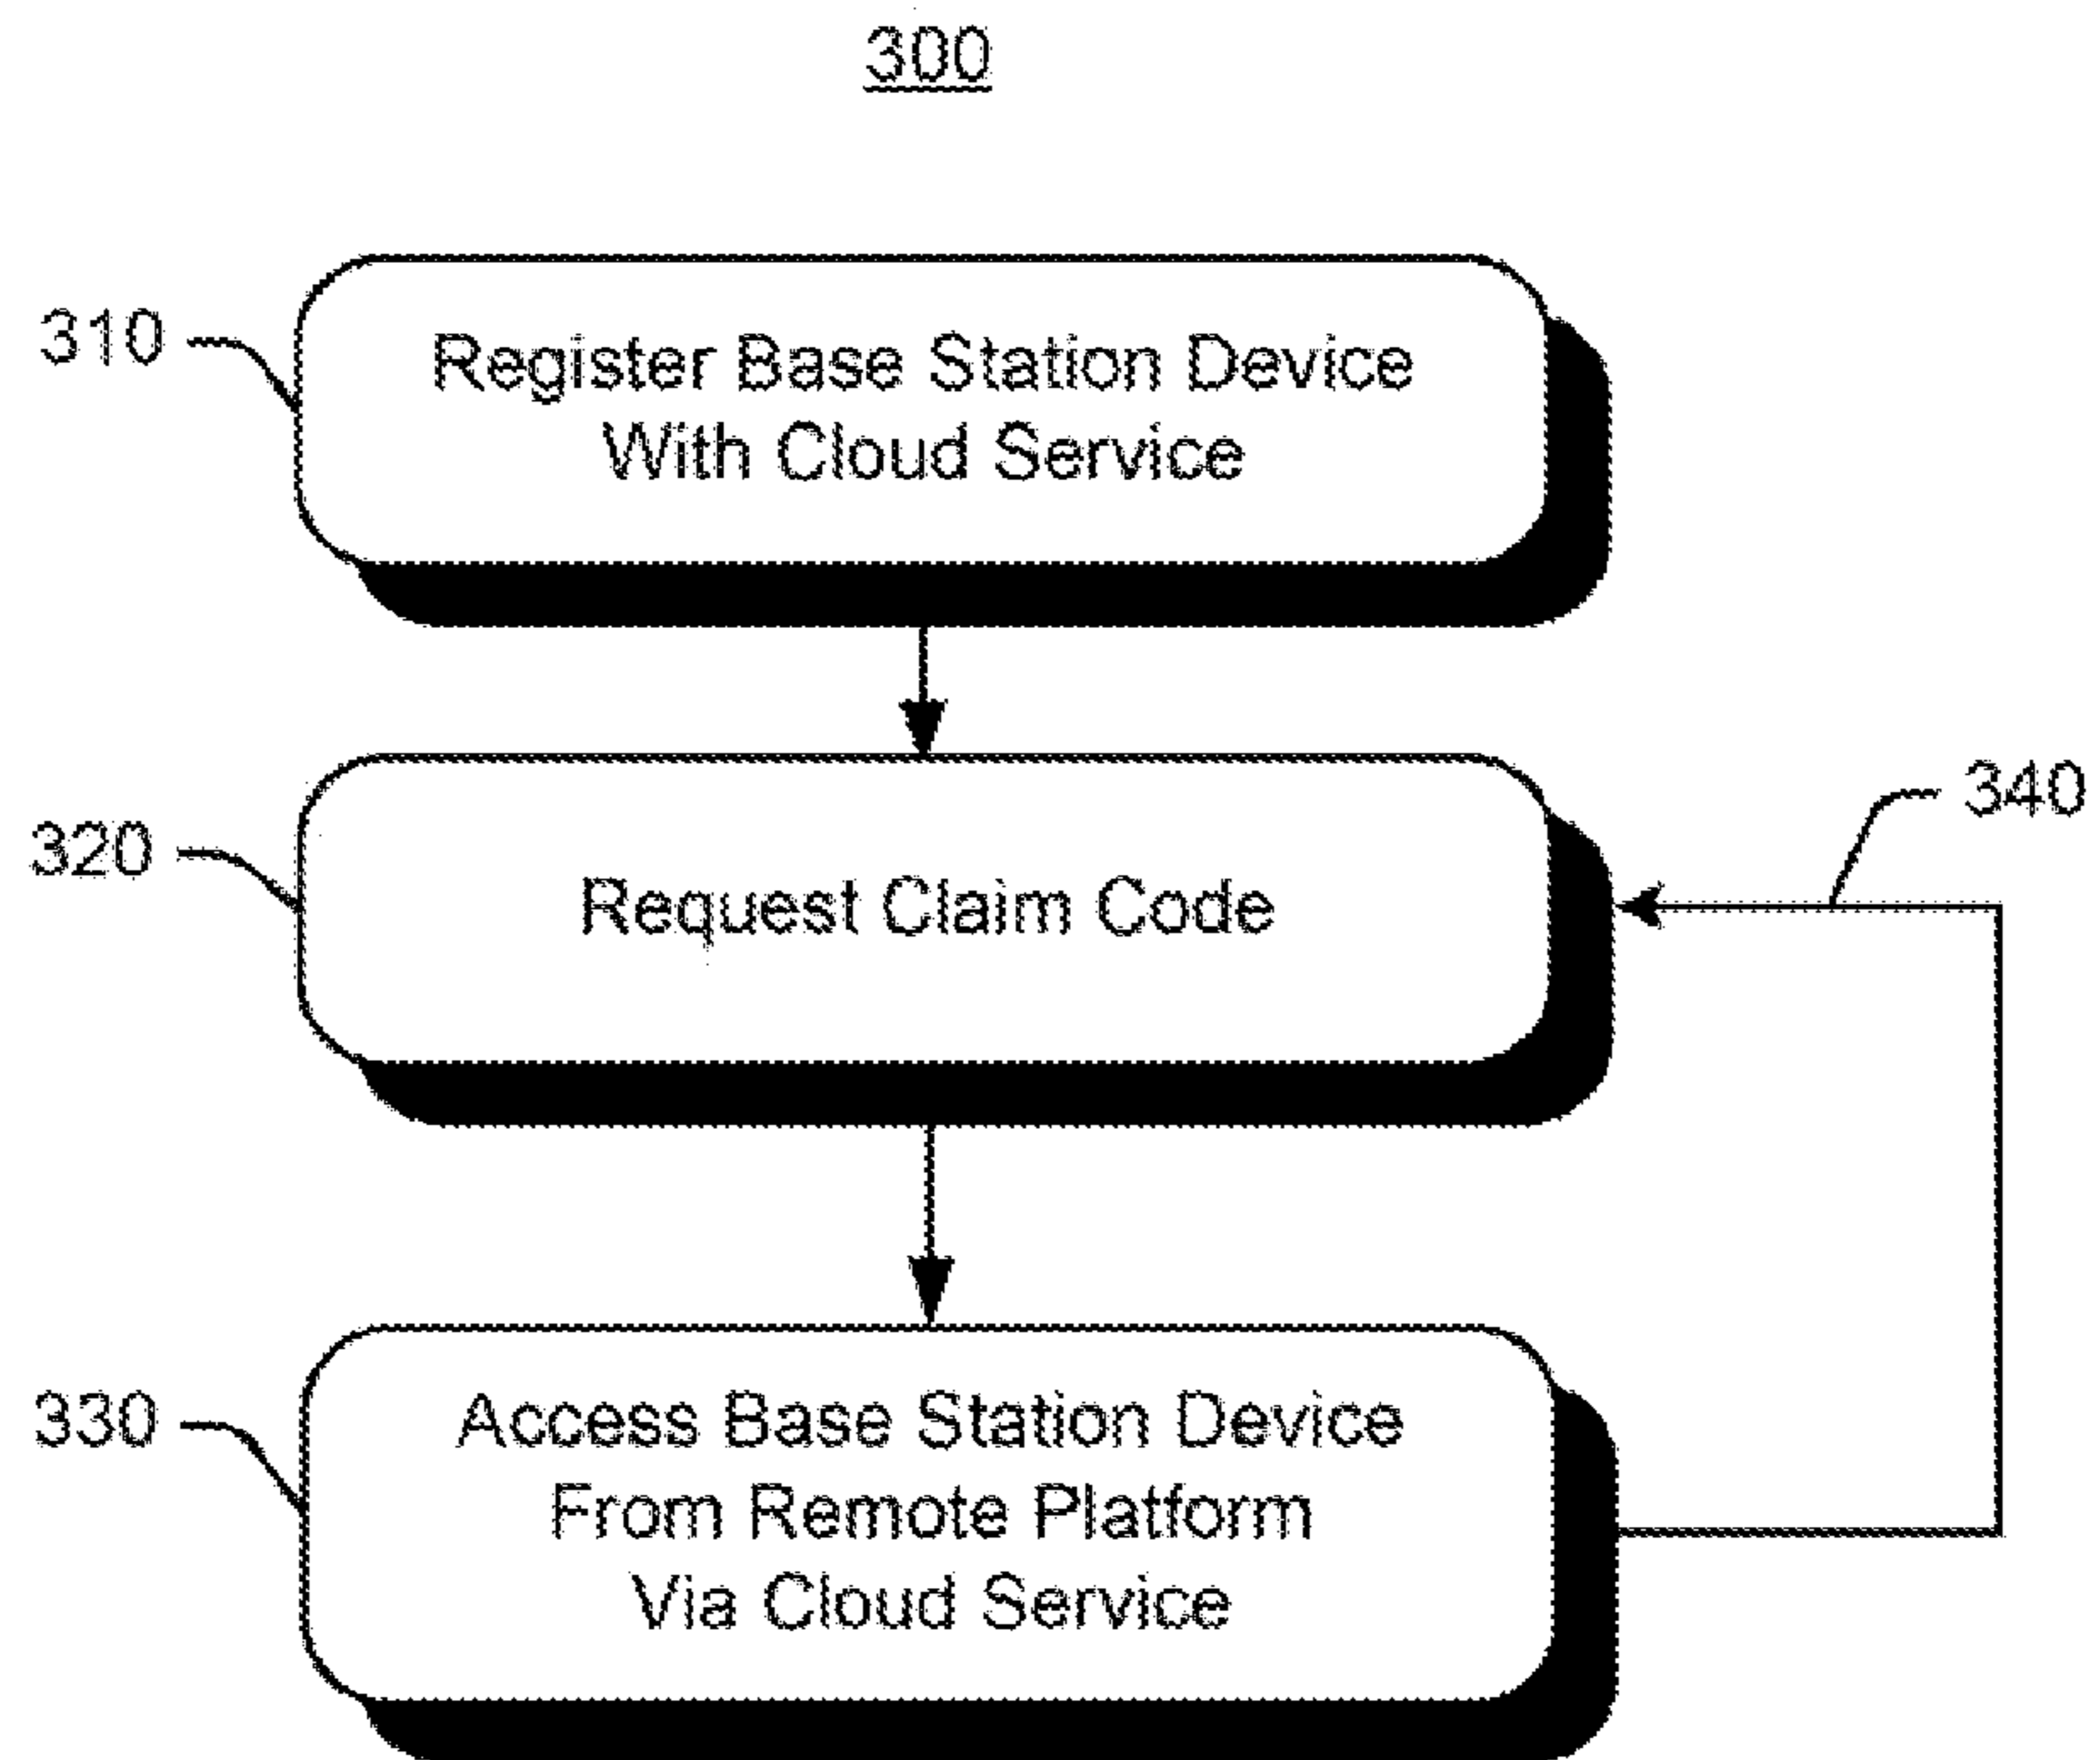 300
310
Register Base Station Device
With Cloud Service
340
320
Request Claim Code
330
Access Base Station Device
From Remote Platform
Via Cloud Service